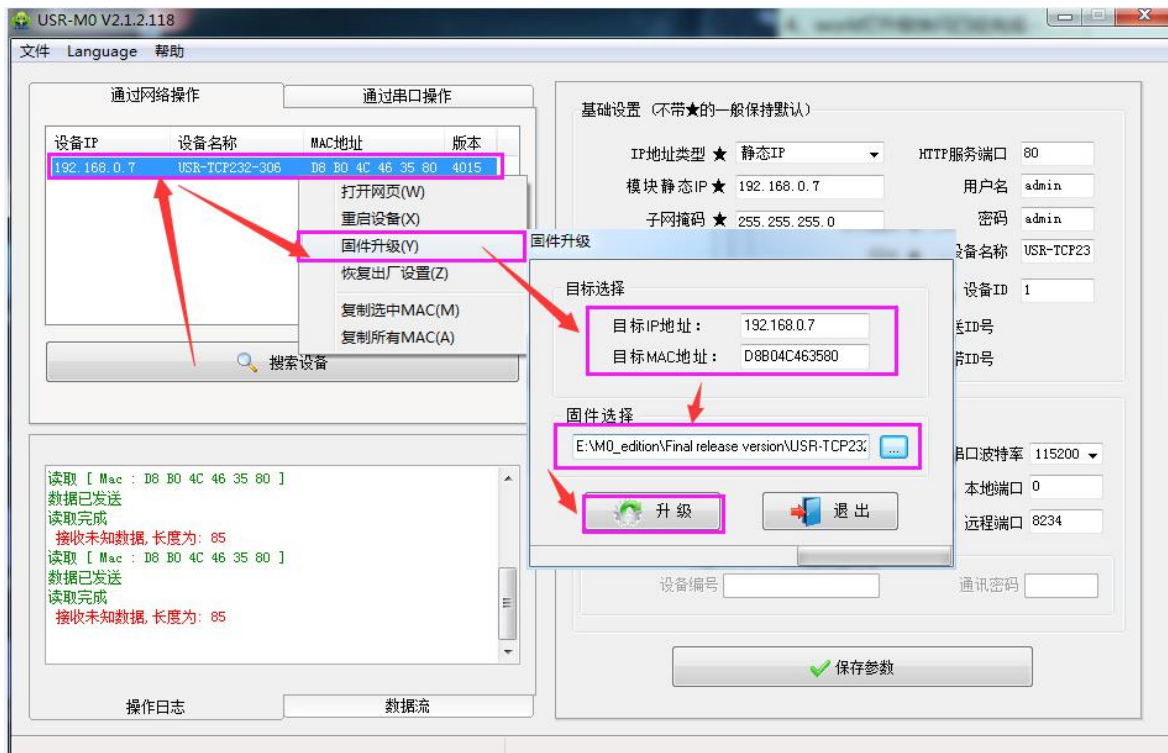 USR-M0 V2.1.2.118
文件 Language 帮助
通过网络操作 通过串口操作
设备IP 设备名称 MAC地址 版本
192.168.0.7 USR-TCP232-306 D8 B0 4C 46 35 80 4015
打开网页(W)
重启设备(X)
固件升级(Y)
恢复出厂设置(Z)
复制选中MAC(M)
复制所有MAC(A)
搜索设备
读取 [ Mac : D8 B0 4C 46 35 80 ]
数据已发送
读取完成
接收未知数据,长度为: 85
读取 [ Mac : D8 B0 4C 46 35 80 ]
数据已发送
读取完成
接收未知数据,长度为: 85
操作日志 数据流
基础设置 (不带★的一般保持默认)
IP地址类型 ★ 静态IP HTTP服务端口 80
模块静态IP ★ 192.168.0.7 用户名 admin
子网掩码 ★ 255.255.255.0 密码 admin
设备名称 USR-TCP23
设备ID 1
送ID号
带ID号
固件升级
目标选择
目标IP地址: 192.168.0.7
目标MAC地址: D8B04C463580
固件选择
E:\M0_edition\Final release version\USR-TCP232 ...
升 级 退 出
串口波特率 115200
本地端口 0
远程端口 8234
设备编号 通讯密码
保存参数